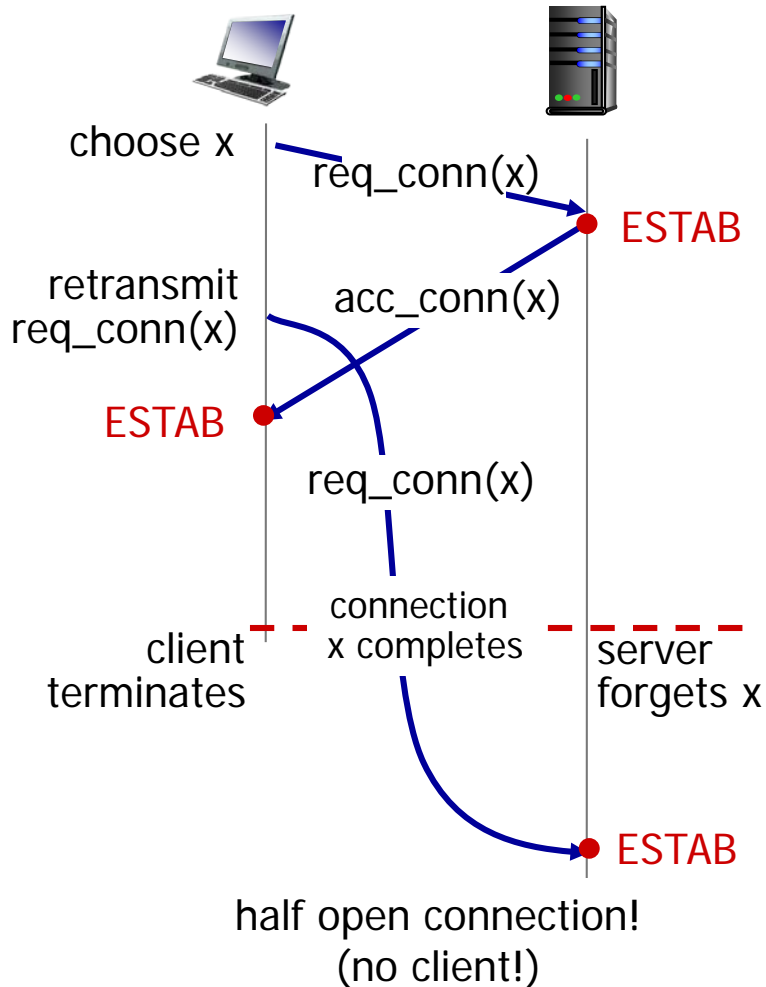 choose x
req_conn(x)
ESTAB
retransmit
req_conn(x)
acc_conn(x)
ESTAB
req_conn(x)
connection
x completes
client
terminates
server
forgets x
ESTAB
half open connection!
(no client!)